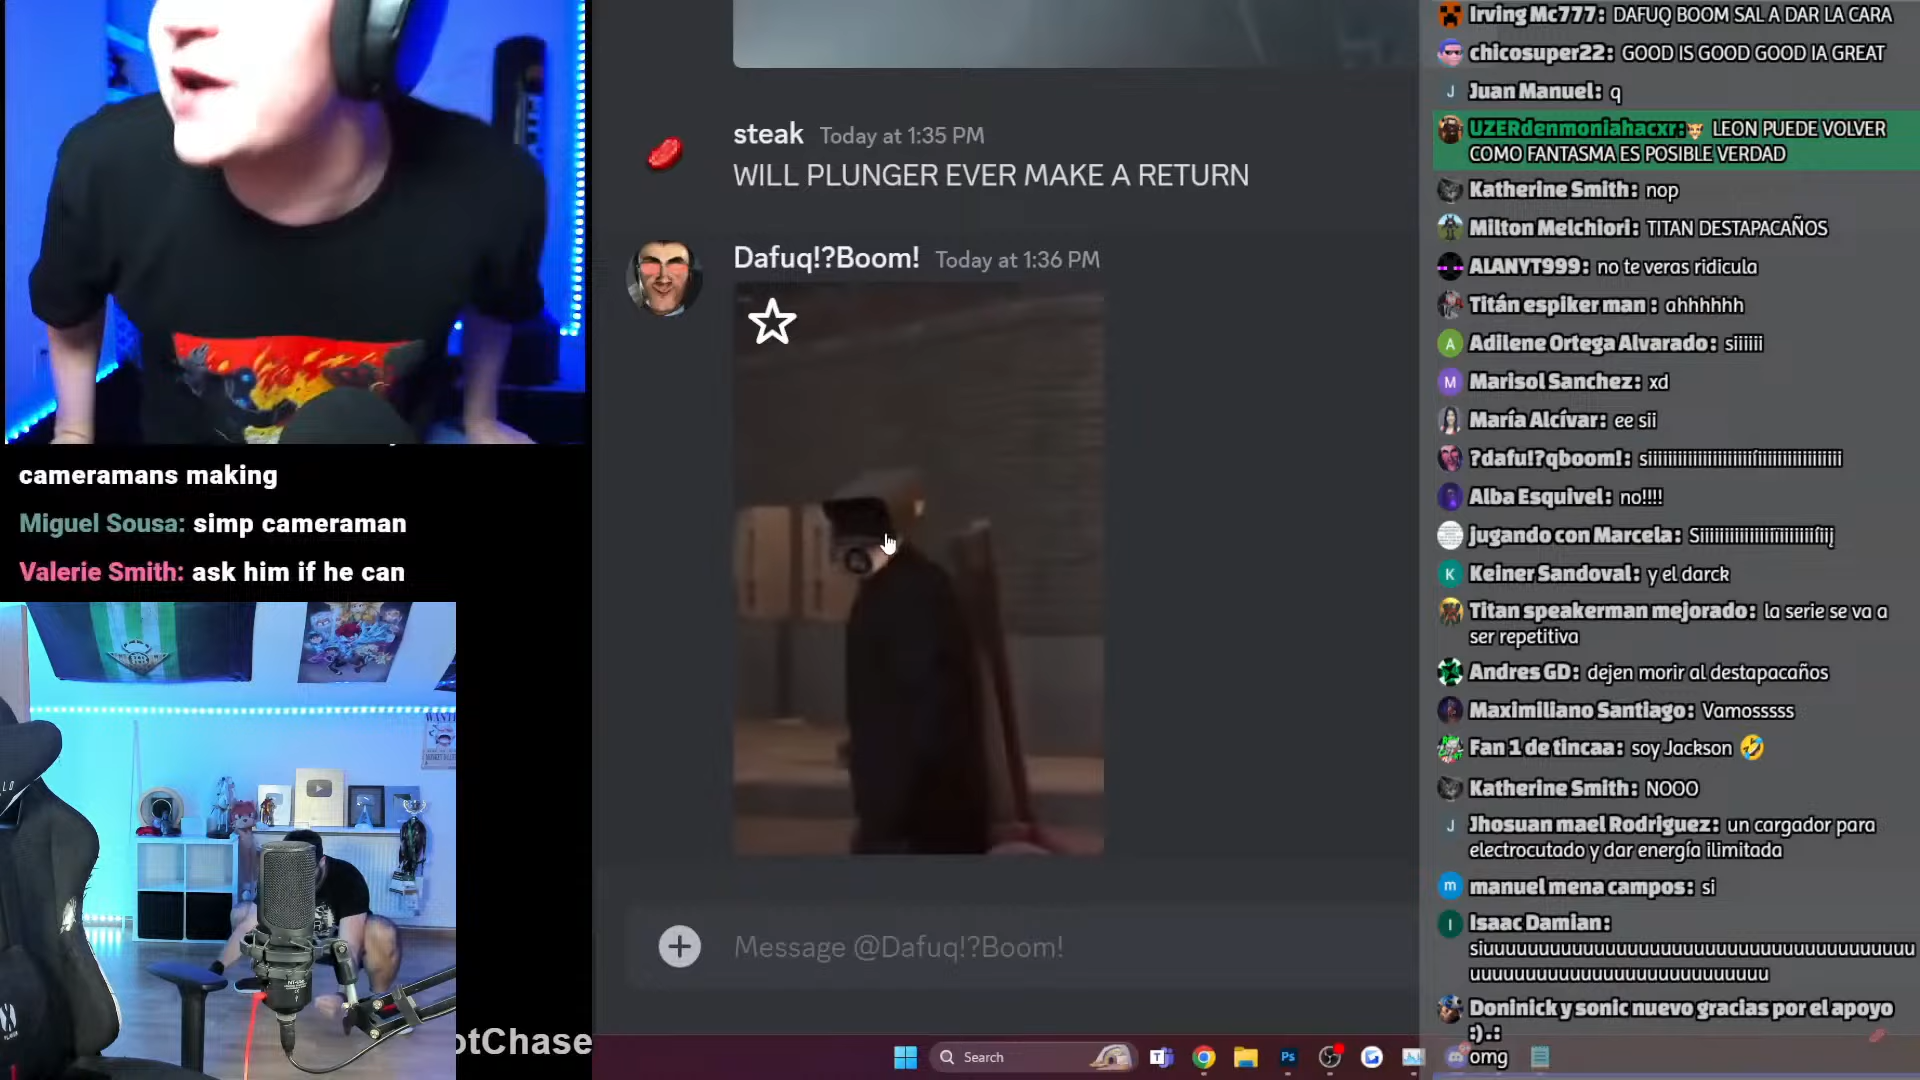 steak Today at 1:35 PM
WILL PLUNGER EVER MAKE A RETURN
Dafuq!?Boom! Today at 1:36 PM
Message @Dafuq!?Boom!
cameramans making
Miguel Sousa: simp cameraman
Valerie Smith: ask him if he can
otChase
Search
Irving Mc777: DAFUQ BOOM SAL A DAR LA CARA
chicosuper22: GOOD IS GOOD GOOD IA GREAT
J Juan Manuel: q
UZERdenmoniahacxr: LEON PUEDE VOLVER
COMO FANTASMA ES POSIBLE VERDAD
Katherine Smith: nop
Milton Melchiori: TITAN DESTAPACAÑOS
ALANYT999: no te veras ridicula
Titán espiker man: ahhhhhh
A Adilene Ortega Alvarado: siiiiii
M Marisol Sanchez: xd
María Alcívar: ee sii
?dafu!?qboom!:
Alba Esquivel: no!!!!
jugando con Marcela:
K Keiner Sandoval: y el darck
Titan speakerman mejorado: la serie se va a
ser repetitiva
Andres GD: dejen morir al destapacaños
Maximiliano Santiago: Vamosssss
Fan 1 de tincaa: soy Jackson 🤣
Katherine Smith: NOOO
J Jhosuan mael Rodriguez: un cargador para
electrocutado y dar energía ilimitada
m manuel mena campos: si
I Isaac Damian:
Doninick y sonic nuevo gracias por el apoyo
:).:
omg